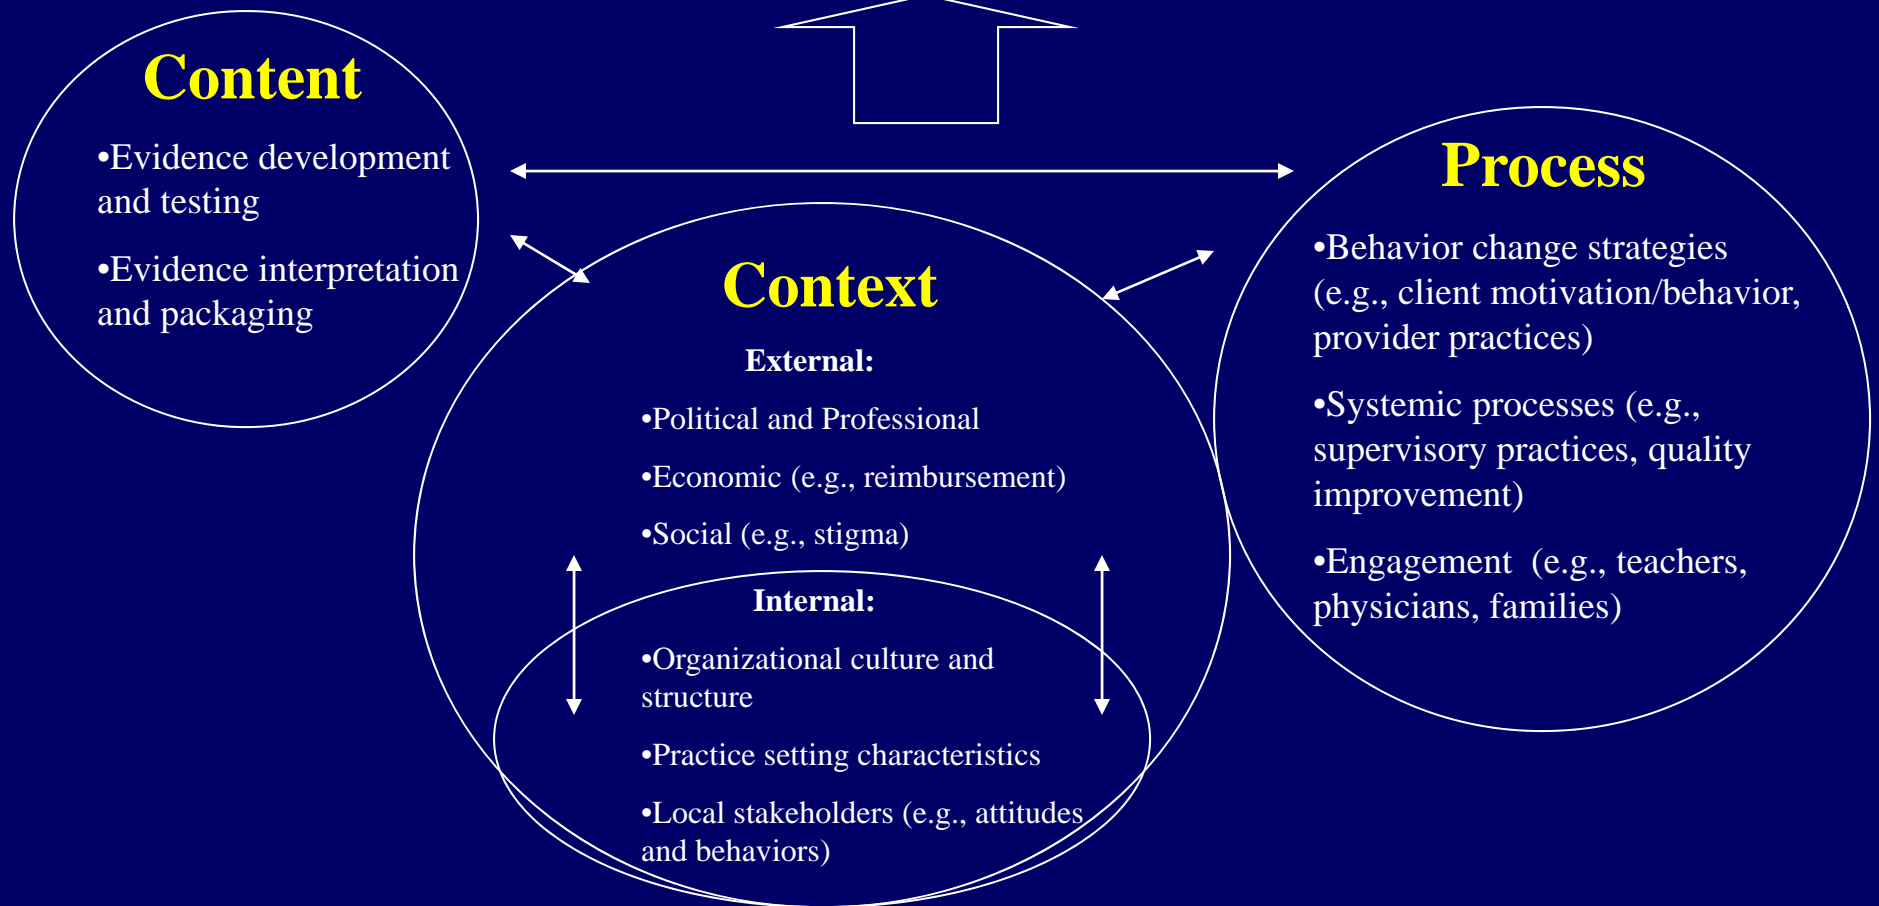 Content
•Evidence development
and testing
•Evidence interpretation
and packaging
Context
External:
•Political and Professional
•Economic (e.g., reimbursement)
•Social (e.g., stigma)
Internal:
•Organizational culture and
structure
•Practice setting characteristics
•Local stakeholders (e.g., attitudes
and behaviors)
Process
•Behavior change strategies
(e.g., client motivation/behavior,
provider practices)
•Systemic processes (e.g.,
supervisory practices, quality
improvement)
•Engagement  (e.g., teachers,
physicians, families)